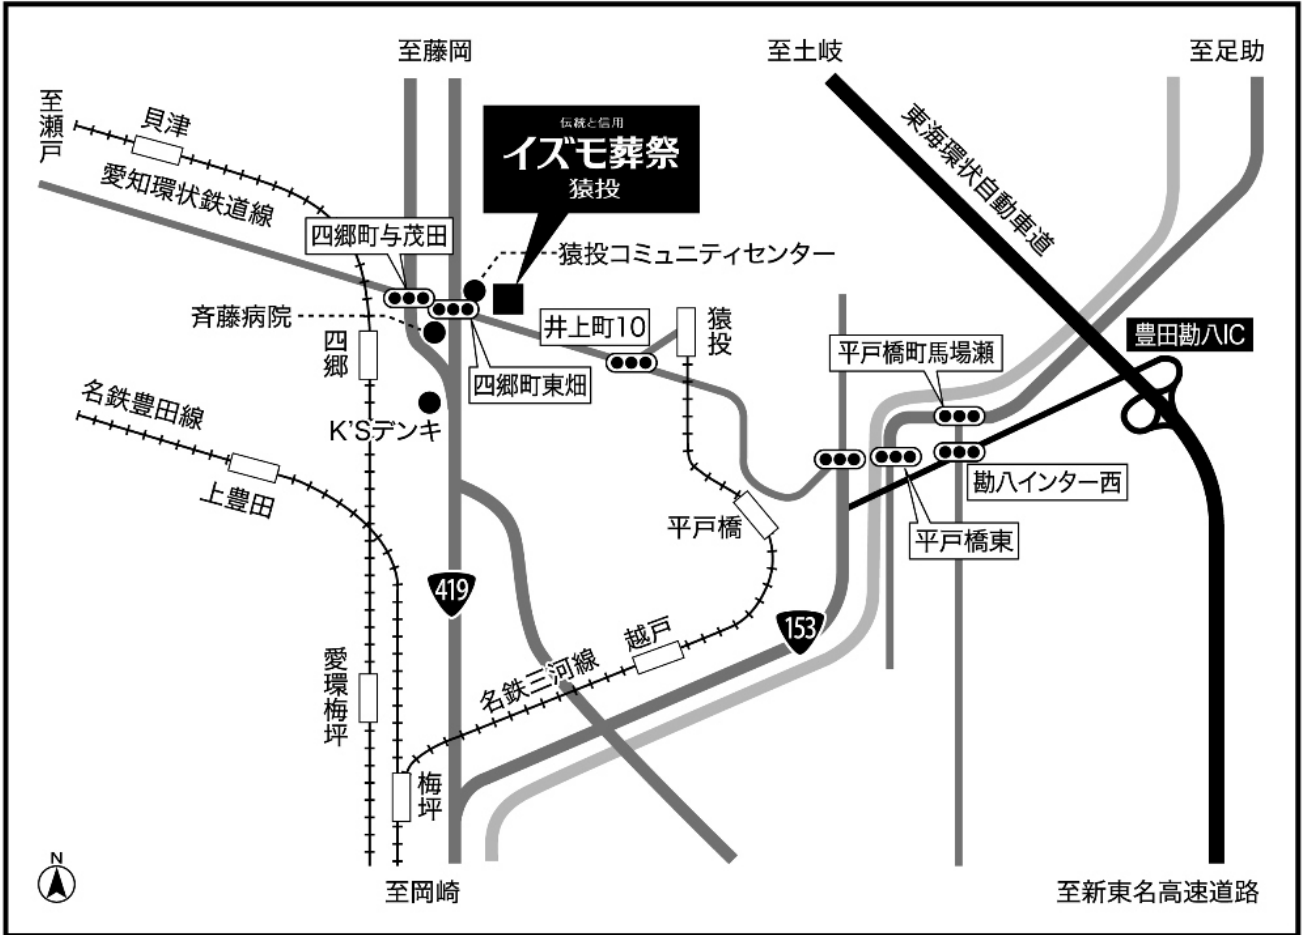 至藤岡
至土岐
至足助
至瀬戸
貝津
愛知環状鉄道線
伝統と信用
イズモ葬祭
猿投
東海環状自動車道
四郷町与茂田
猿投コミュニティセンター
斉藤病院
四郷
井上町10
猿投
豊田勘八IC
平戸橋町馬場瀬
四郷町東畑
名鉄豊田線
K'Sデンキ
上豊田
勘八インター西
平戸橋
平戸橋東
419
153
越戸
名鉄三河線
愛環梅坪
梅坪
N
至岡崎
至新東名高速道路